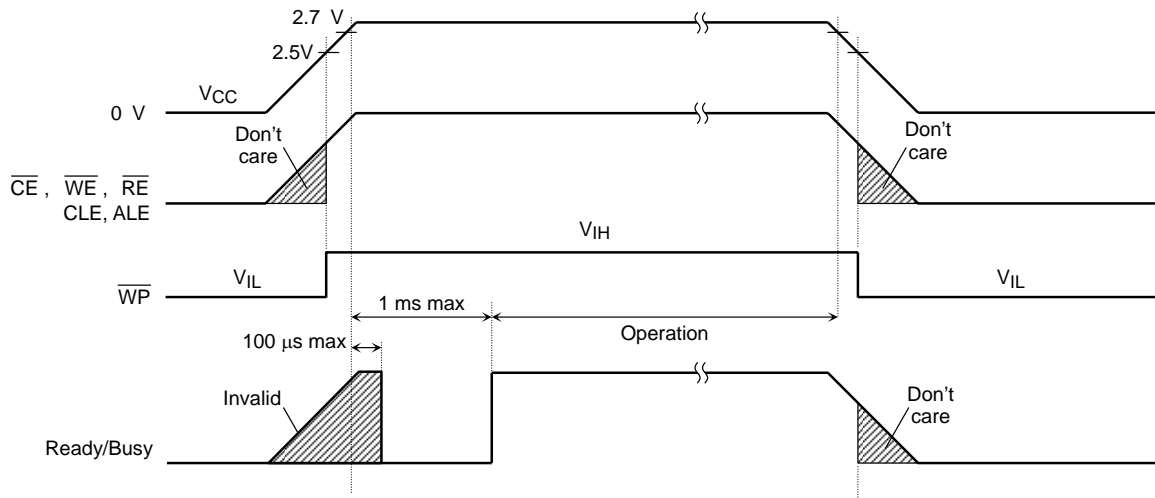 2.7 V
2.5V
VCC
0 V
Don't
care
Don't
care
CE , WE , RE
CLE, ALE
VIH
VIL
WP
VIL
1 ms max
Operation
100 μs max
Invalid
Don't
care
Ready/Busy